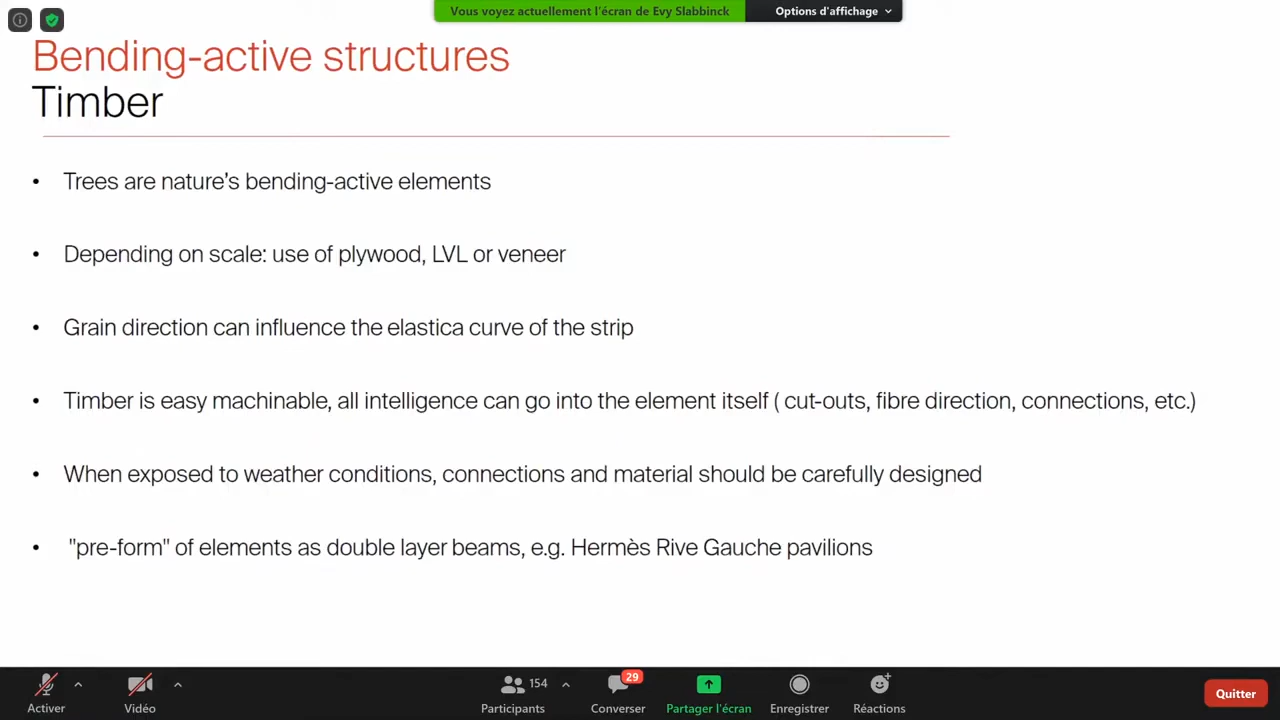 Vous voyez actuellement l'écran de Evy Slabbinck
Options d'affichage
Bending-active structures
Timber
• Trees are nature's bending-active elements
• Depending on scale: use of plywood, LVL or veneer
• Grain direction can influence the elastica curve of the strip
• Timber is easy machinable, all intelligence can go into the element itself ( cut-outs, fibre direction, connections, etc.)
• When exposed to weather conditions, connections and material should be carefully designed
• "pre-form" of elements as double layer beams, e.g. Hermès Rive Gauche pavilions
154
29
Activer
Vidéo
Participants
Converser
Partager l'écran
Enregistrer
Réactions
Quitter